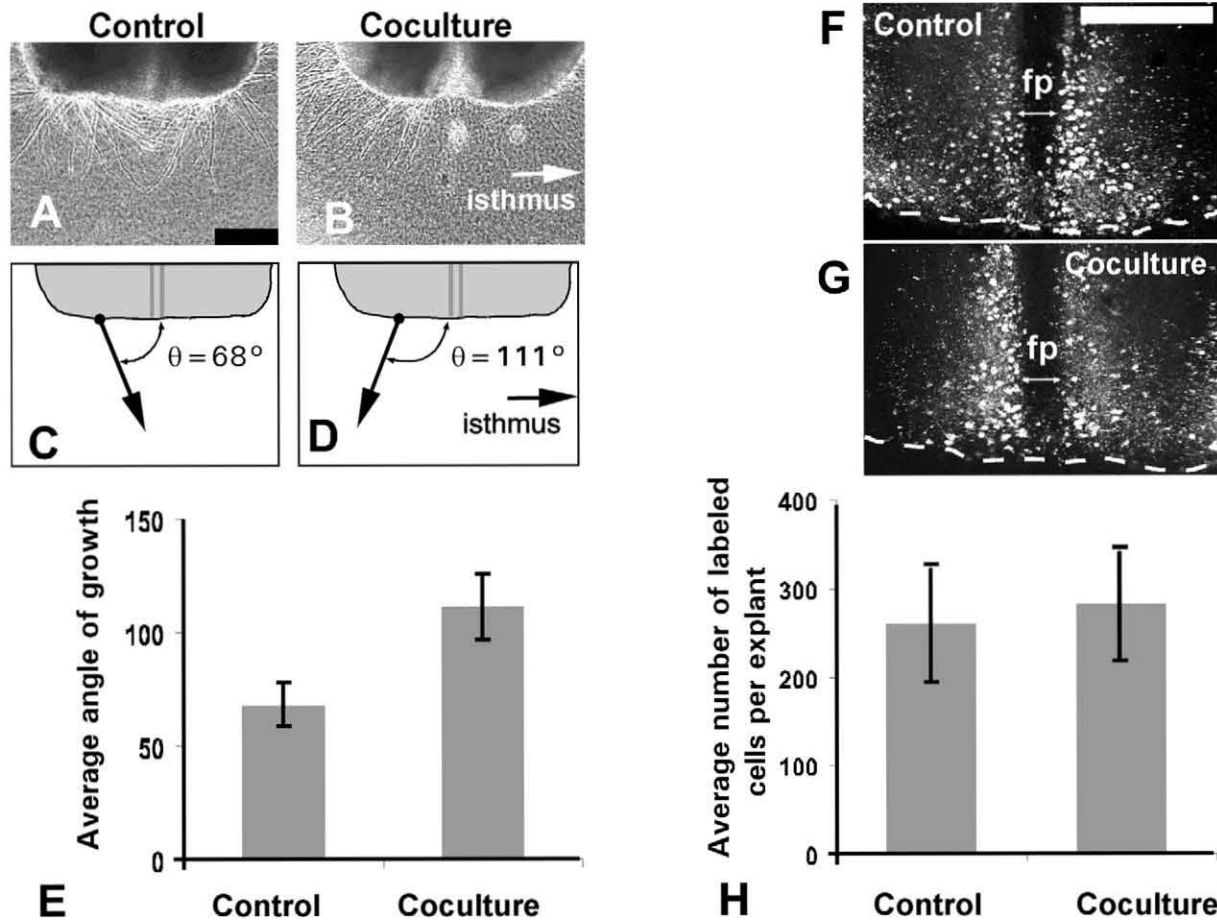 Control
Coculture
A
B
isthmus
C
θ = 68°
D
θ = 111°
isthmus
Average angle of growth
150
100
50
0
Control
Coculture
E
F
Control
fp
G
Coculture
fp
Average number of labeled
cells per explant
400
300
200
100
0
Control
Coculture
H